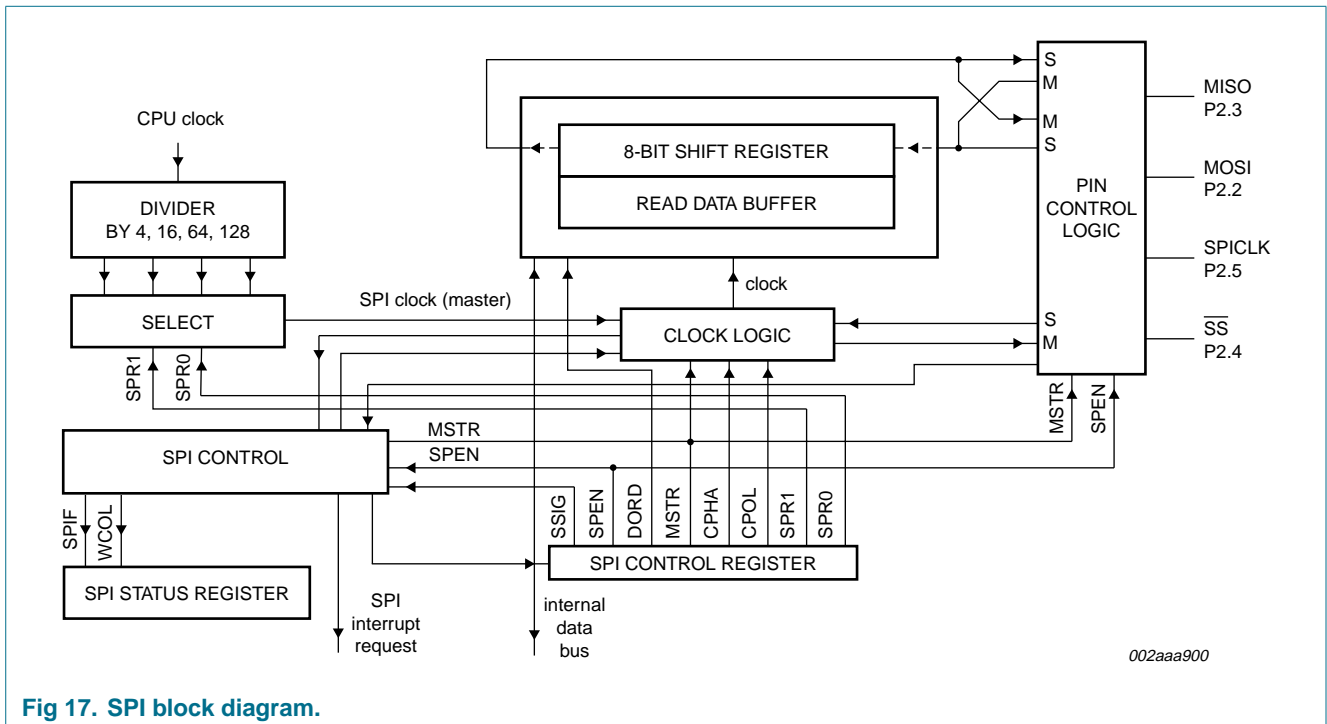 CPU clock
DIVIDER
BY 4, 16, 64, 128
SELECT
SPR1
SPR0
SPI clock (master)
8-BIT SHIFT REGISTER
READ DATA BUFFER
clock
CLOCK LOGIC
S
M
M
S
PIN
CONTROL
LOGIC
S
M
MISO
P2.3
MOSI
P2.2
SPICLK
P2.5
SS
P2.4
MSTR
SPEN
SPI CONTROL
MSTR
SPEN
SPIF
WCOL
SPI STATUS REGISTER
SSIG
SPEN
DORD
MSTR
CPHA
CPOL
SPR1
SPR0
SPI CONTROL REGISTER
SPI
interrupt
request
internal
data
bus
002aaa900
Fig 17. SPI block diagram.